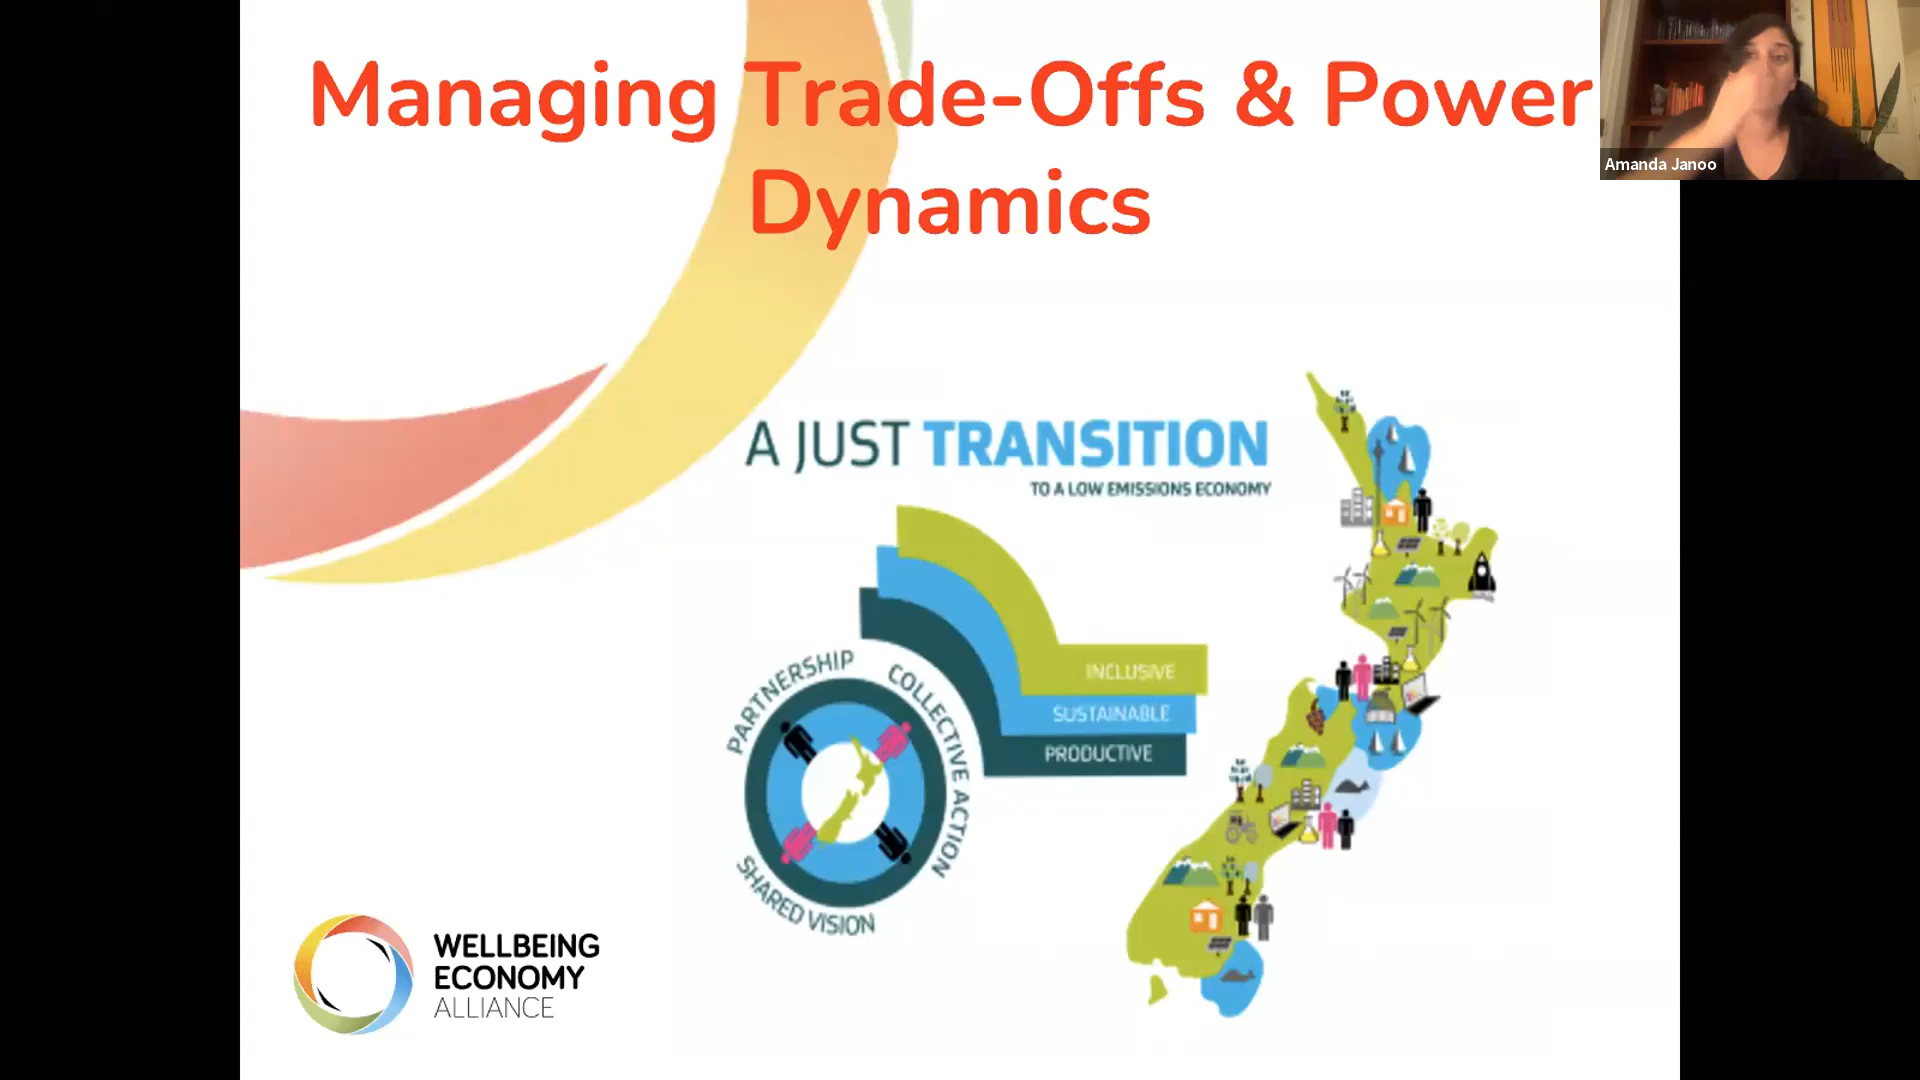 Managing Trade-Offs & Power
Dynamics
Amanda Janoo
A JUST TRANSITION
TO A LOW EMISSIONS ECONOMY
INCLUSIVE
SUSTAINABLE
PRODUCTIVE
PARTNERSHIP
COLLECTIVE ACTION
SHARED VISION
WELLBEING
ECONOMY
ALLIANCE